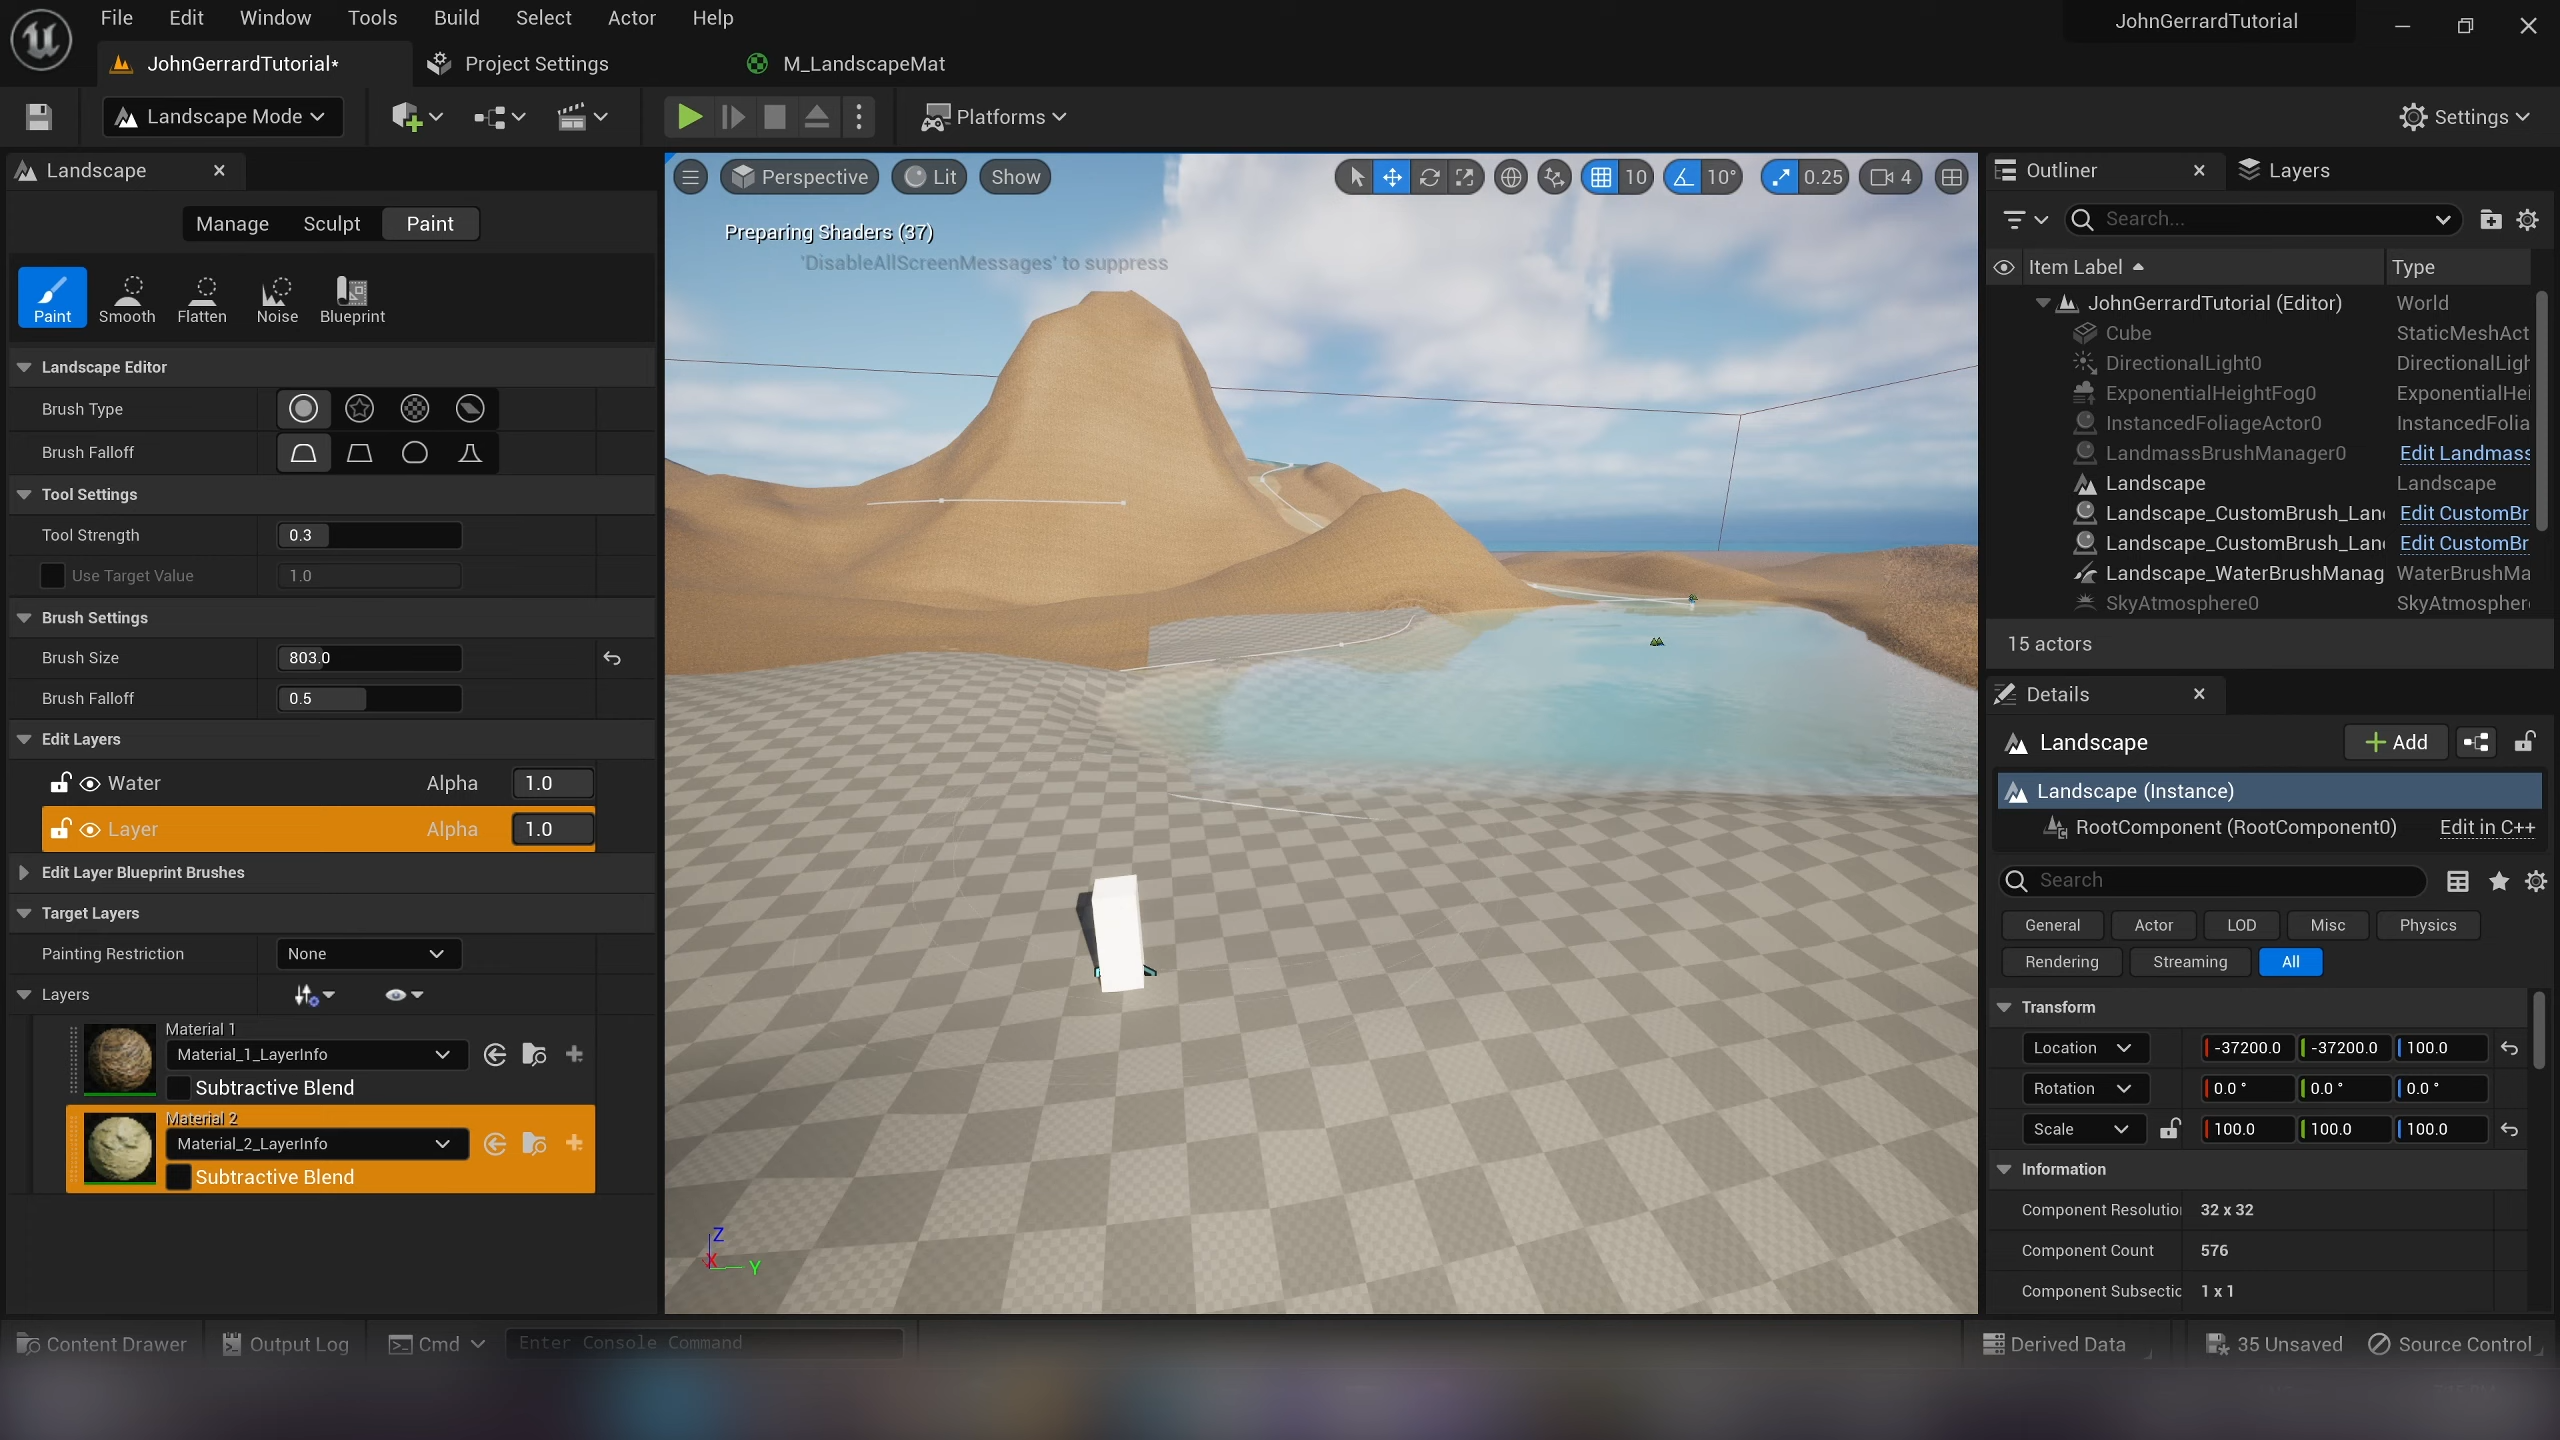 File Edit Window Tools Build Select Actor Help
JohnGerrardTutorial
JohnGerrardTutorial*
Project Settings
M_LandscapeMat
Landscape Mode
Platforms
Settings
Landscape
Manage Sculpt Paint
Paint Smooth Flatten Noise Blueprint
Landscape Editor
Brush Type
Brush Falloff
Tool Settings
Tool Strength 0.3
Use Target Value 1.0
Brush Settings
Brush Size 803.0
Brush Falloff 0.5
Edit Layers
Water Alpha 1.0
Layer Alpha 1.0
Edit Layer Blueprint Brushes
Target Layers
Painting Restriction None
Layers
Material 1
Material_1_LayerInfo
Subtractive Blend
Material 2
Material_2_LayerInfo
Subtractive Blend
Perspective Lit Show 10 10° 0.25 4
Preparing Shaders (37)
'DisableAllScreenMessages' to suppress
Z
X
Y
Outliner
Layers
Search...
Item Label Type
JohnGerrardTutorial (Editor) World
Cube StaticMeshAct
DirectionalLight0 DirectionalLigh
ExponentialHeightFog0 ExponentialHei
InstancedFoliageActor0 InstancedFolia
LandmassBrushManager0 Edit Landmass
Landscape Landscape
Landscape_CustomBrush_Land Edit CustomBr
Landscape_CustomBrush_Land Edit CustomBr
Landscape_WaterBrushManag WaterBrushMa
SkyAtmosphere0 SkyAtmosphere
15 actors
Details
Landscape
Add
Landscape (Instance)
RootComponent (RootComponent0) Edit in C++
Search
General Actor LOD Misc Physics
Rendering Streaming All
Transform
Location -37200.0 -37200.0 100.0
Rotation 0.0 ° 0.0 ° 0.0 °
Scale 100.0 100.0 100.0
Information
Component Resolution 32 x 32
Component Count 576
Component Subsectic 1 x 1
Content Drawer Output Log Cmd Enter Console Command
Derived Data 35 Unsaved Source Control